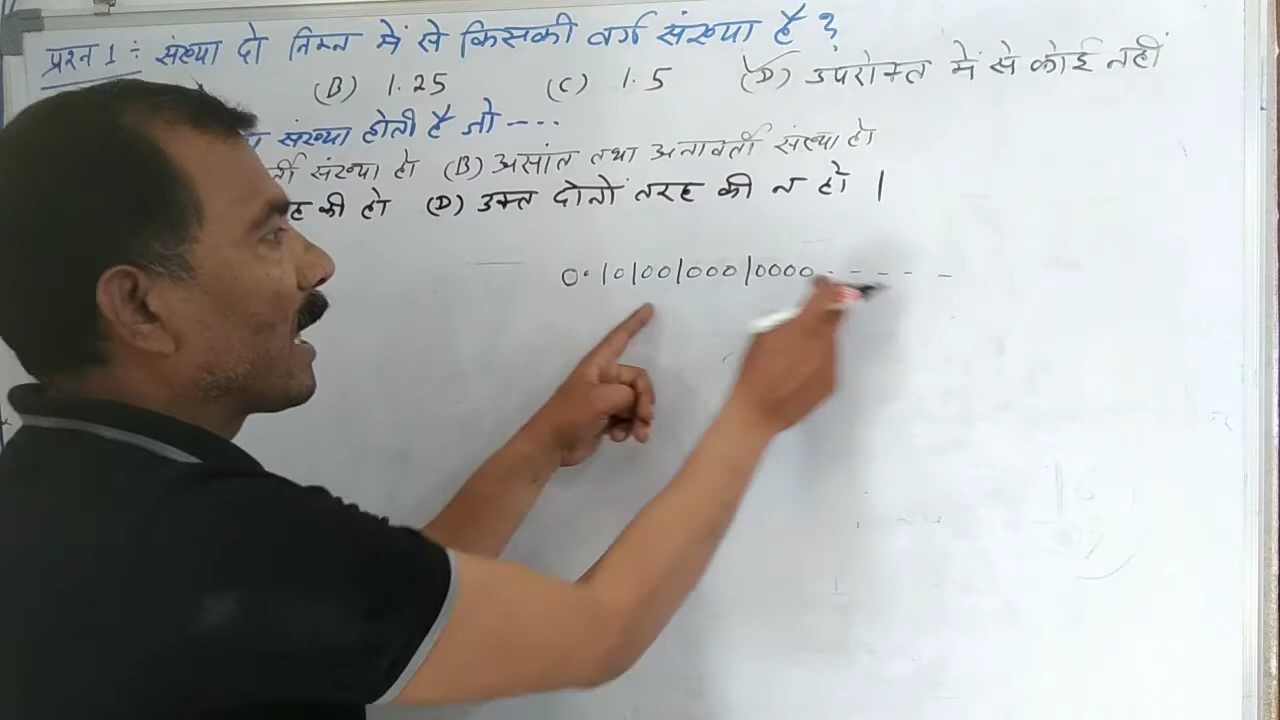 प्रश्न 1 : संख्या दो निम्न में से किसकी वर्ग संख्या है ?
(B) 1.25 (C) 1.5 (D) उपरोक्त में से कोई नहीं
संख्या होती है जो ----
संख्या हो (B) असांत तथा अनावर्ती संख्या हो
की हो (D) उक्त दोनों तरह की न हो |
0.10100100010000 - - - - -